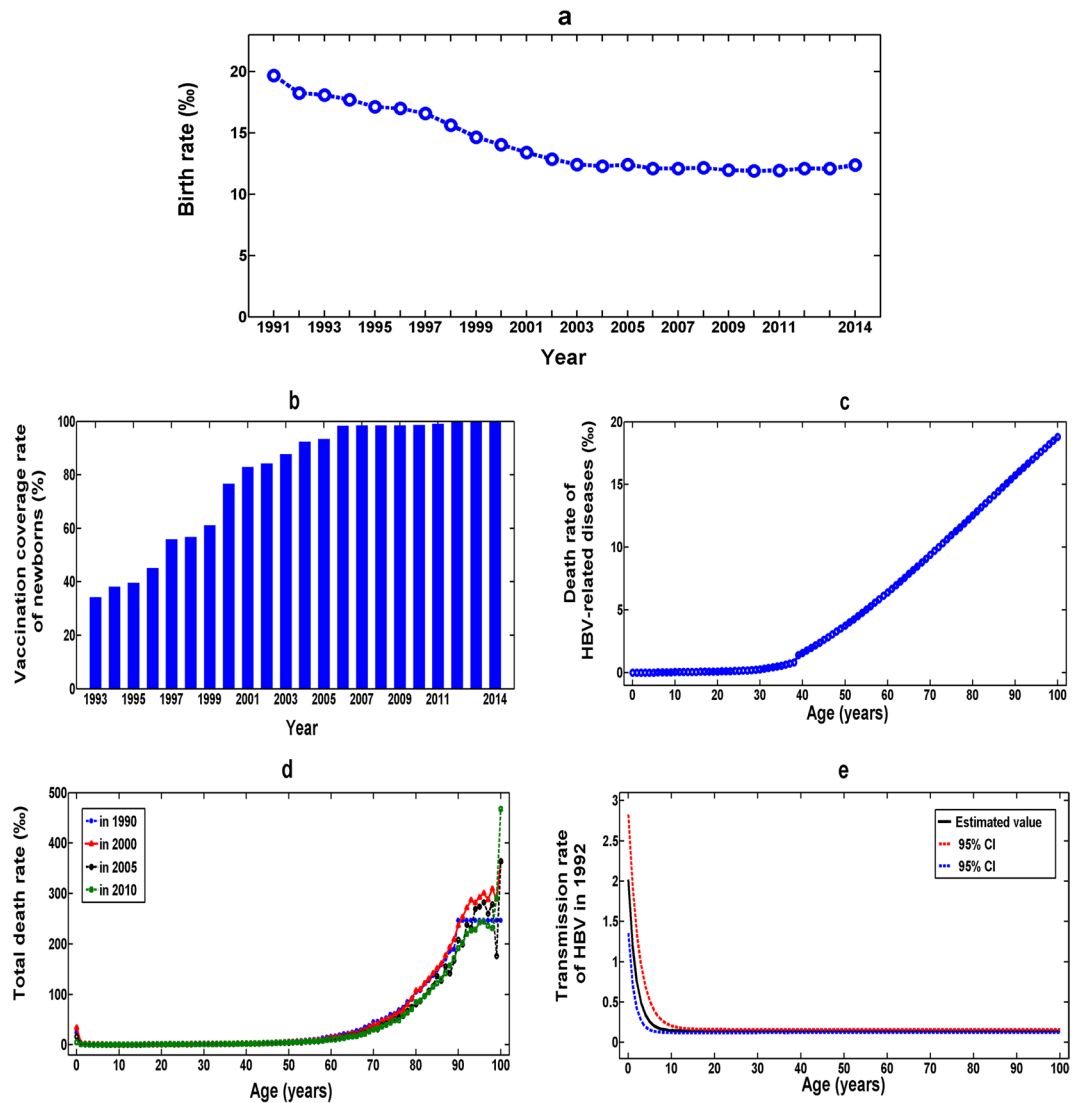 a
Birth rate (‰)
20
15
10
5
0
1991 1993 1995 1997 1999 2001 2003 2005 2007 2009 2011 2014
Year
b
Vaccination coverage rate
of newborns (%)
100
80
60
40
20
0
1993 1995 1997 1999 2001 2003 2005 2007 2009 2011 2014
Year
c
Death rate of
HBV-related diseases (‰)
20
15
10
5
0
0 10 20 30 40 50 60 70 80 90 100
Age (years)
d
Total death rate (‰)
500
400
300
200
100
0
in 1990
in 2000
in 2005
in 2010
0 10 20 30 40 50 60 70 80 90 100
Age (years)
e
Transmission rate
of HBV in 1992
3
2.5
2
1.5
1
0.5
0
Estimated value
95% CI
95% CI
0 10 20 30 40 50 60 70 80 90 100
Age (years)